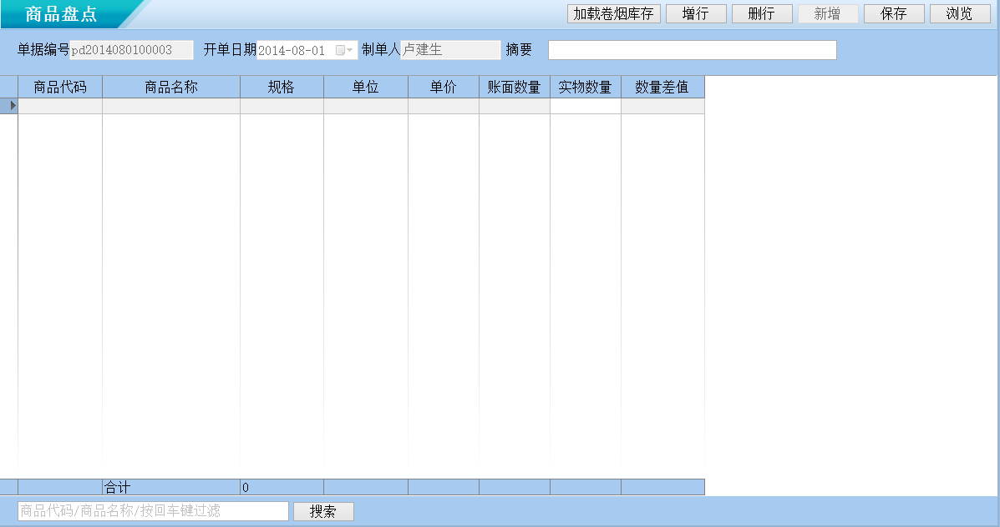 商品盘点 加载卷烟库存 增行 删行 新增 保存 浏览
单据编号 pd2014080100003 开单日期 2014-08-01 制单人 卢建生 摘要
商品代码 商品名称 规格 单位 单价 账面数量 实物数量 数量差值
合计 0
商品代码/商品名称/按回车键过滤 搜索